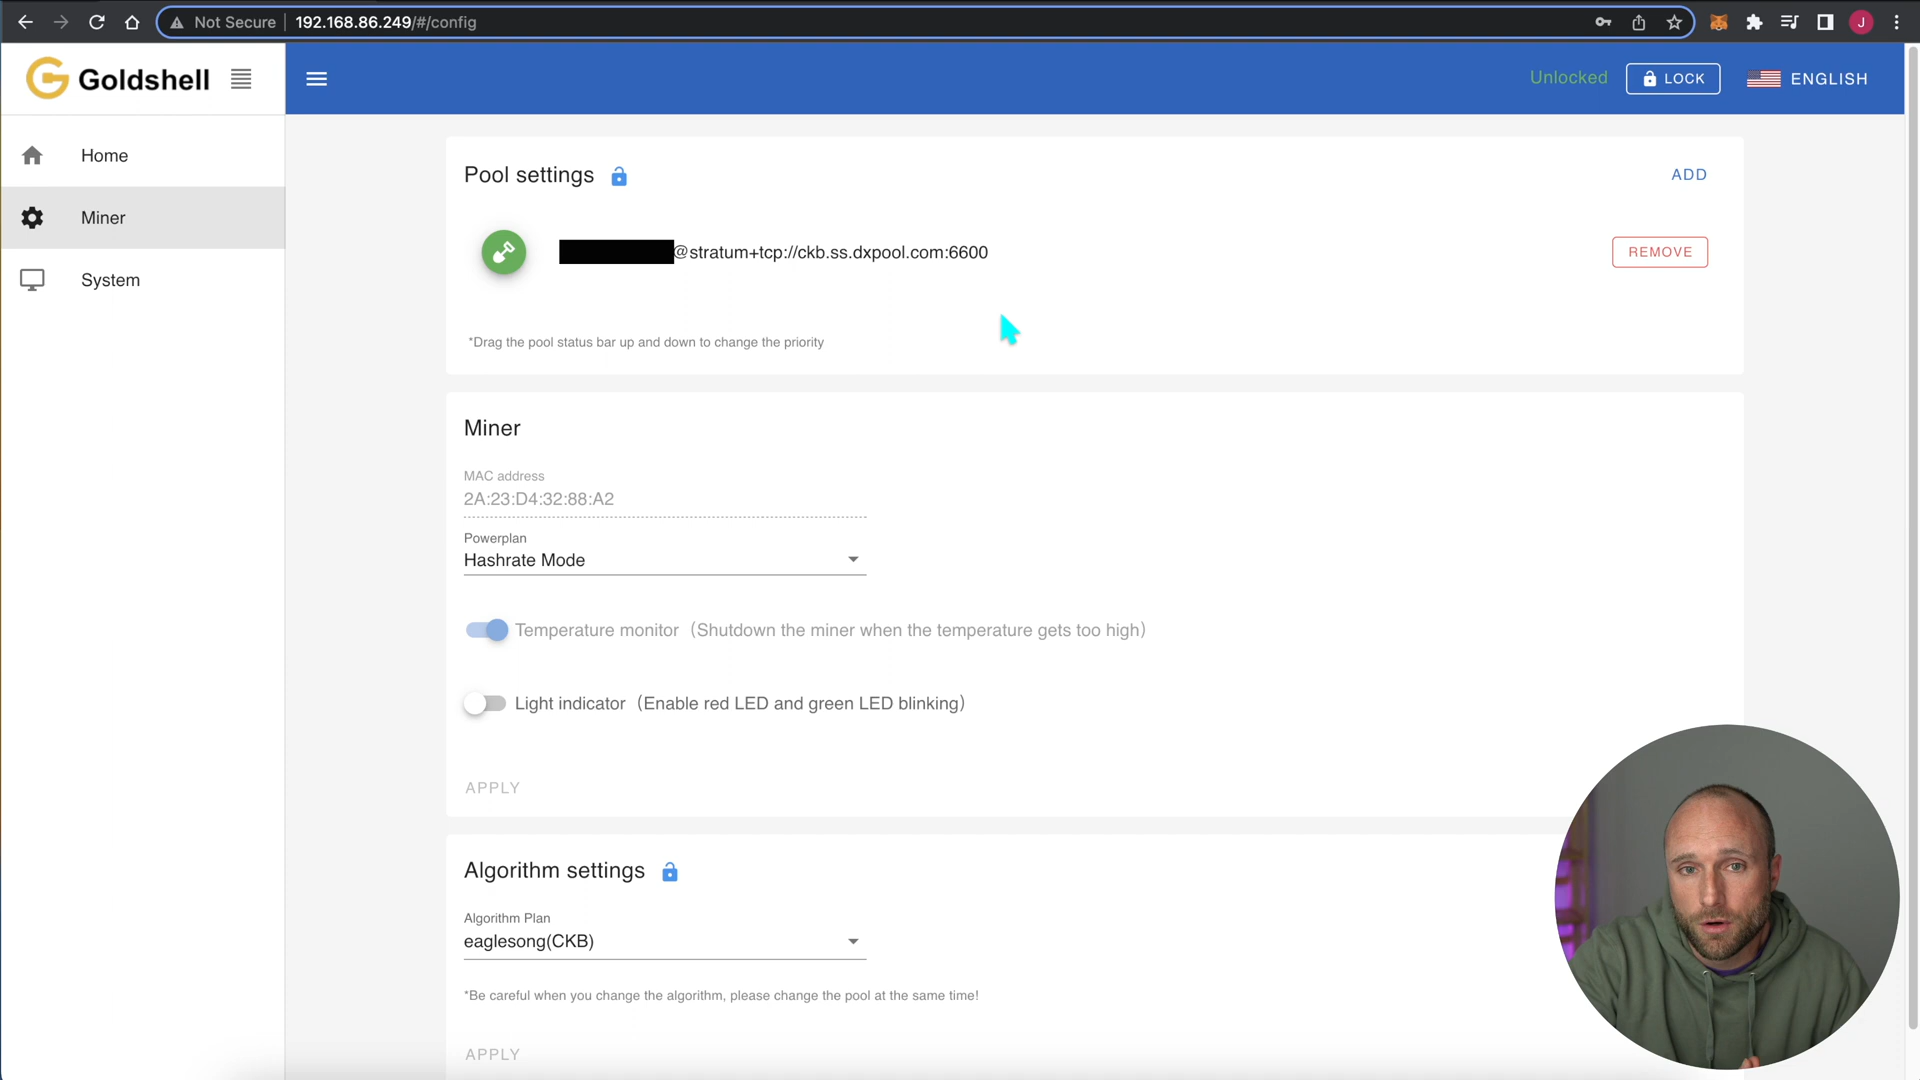 Not Secure 192.168.86.249/#/config
J
Goldshell
Unlocked LOCK ENGLISH
Home
Miner
System
Pool settings ADD
@stratum+tcp://ckb.ss.dxpool.com:6600 REMOVE
*Drag the pool status bar up and down to change the priority
Miner
MAC address
2A:23:D4:32:88:A2
Powerplan
Hashrate Mode
Temperature monitor（Shutdown the miner when the temperature gets too high）
Light indicator（Enable red LED and green LED blinking）
APPLY
Algorithm settings
Algorithm Plan
eaglesong(CKB)
*Be careful when you change the algorithm, please change the pool at the same time!
APPLY